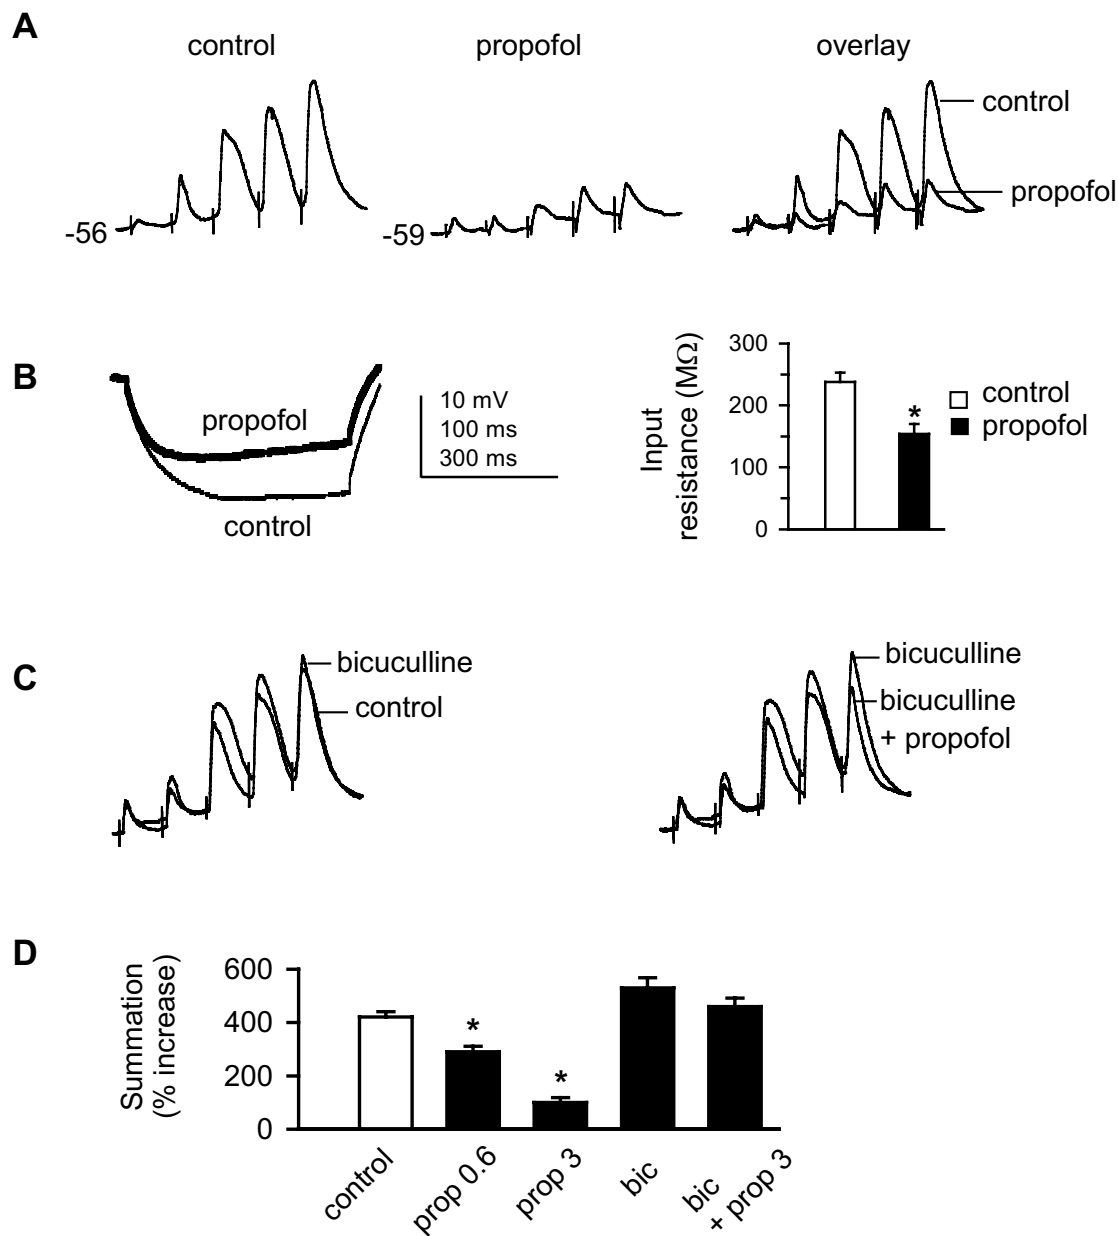 A
control
propofol
overlay
control
propofol
-56
-59
B
propofol
control
10 mV
100 ms
300 ms
Input
resistance (MΩ)
300
200
100
0
*
control
propofol
C
bicuculline
control
bicuculline
bicuculline
+ propofol
D
Summation
(% increase)
600
400
200
0
*
*
control
prop 0.6
prop 3
bic
bic
+ prop 3